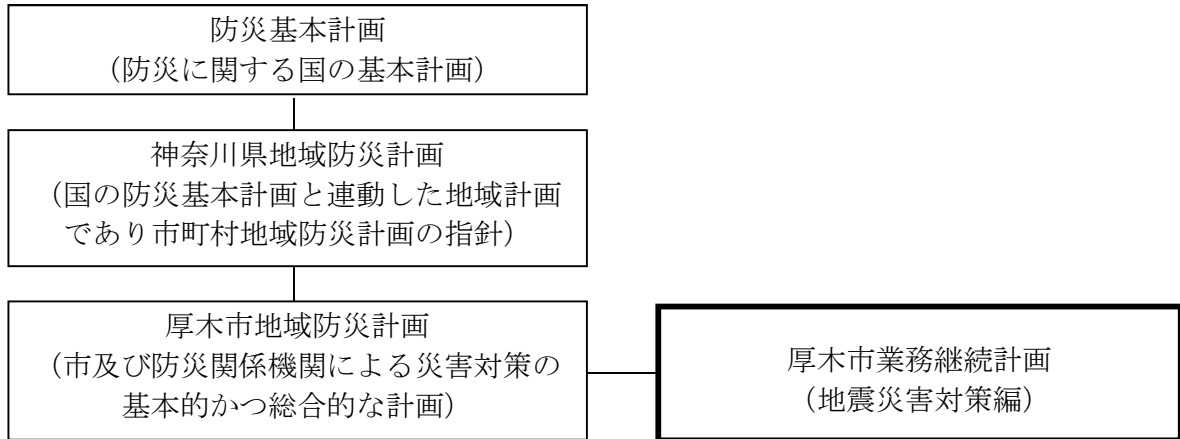 防災基本計画
（防災に関する国の基本計画）
神奈川県地域防災計画
（国の防災基本計画と連動した地域計画
であり市町村地域防災計画の指針）
厚木市地域防災計画
（市及び防災関係機関による災害対策の
基本的かつ総合的な計画）
厚木市業務継続計画
（地震災害対策編）